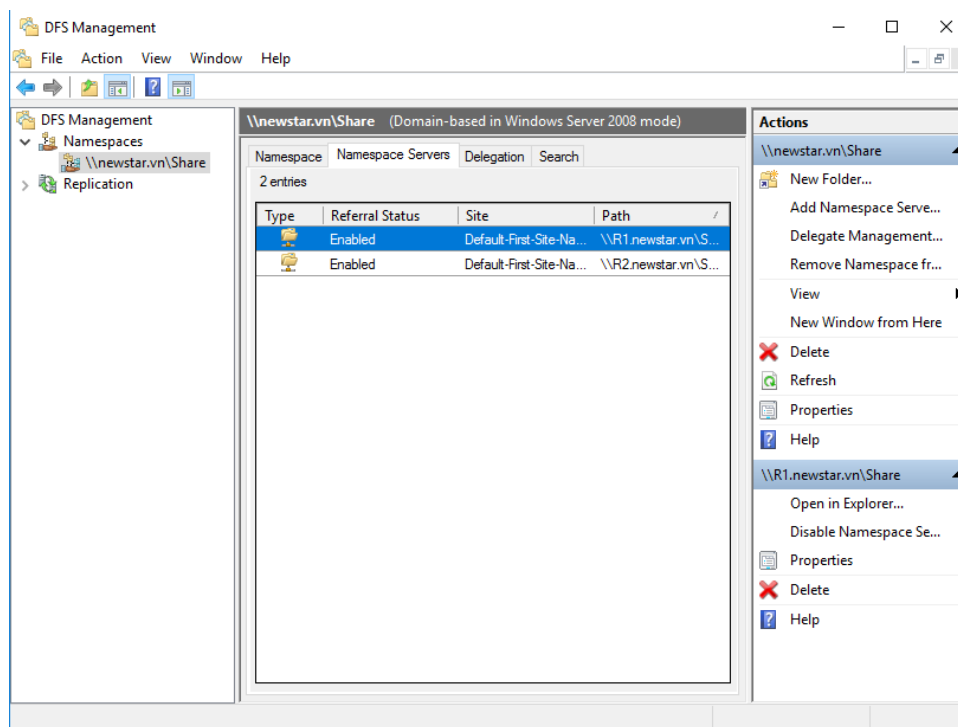 DFS Management
File Action View Window Help
DFS Management
Namespaces
\\newstar.vn\Share
Replication
\\newstar.vn\Share (Domain-based in Windows Server 2008 mode)
Namespace Namespace Servers Delegation Search
2 entries
Type Referral Status Site Path
Enabled Default-First-Site-Na... \\R1.newstar.vn\S...
Enabled Default-First-Site-Na... \\R2.newstar.vn\S...
Actions
\\newstar.vn\Share
New Folder...
Add Namespace Serve...
Delegate Management...
Remove Namespace fr...
View
New Window from Here
Delete
Refresh
Properties
Help
\\R1.newstar.vn\Share
Open in Explorer...
Disable Namespace Se...
Properties
Delete
Help